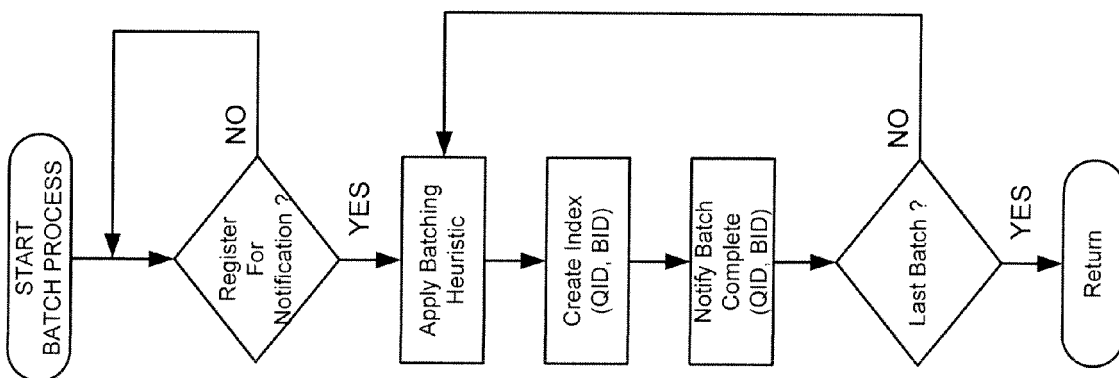 START
BATCH PROCESS
Register
For
Notification ?
NO
YES
Apply Batching
Heuristic
Create Index
(QID, BID)
Notify Batch
Complete
(QID, BID)
Last Batch ?
NO
YES
Return